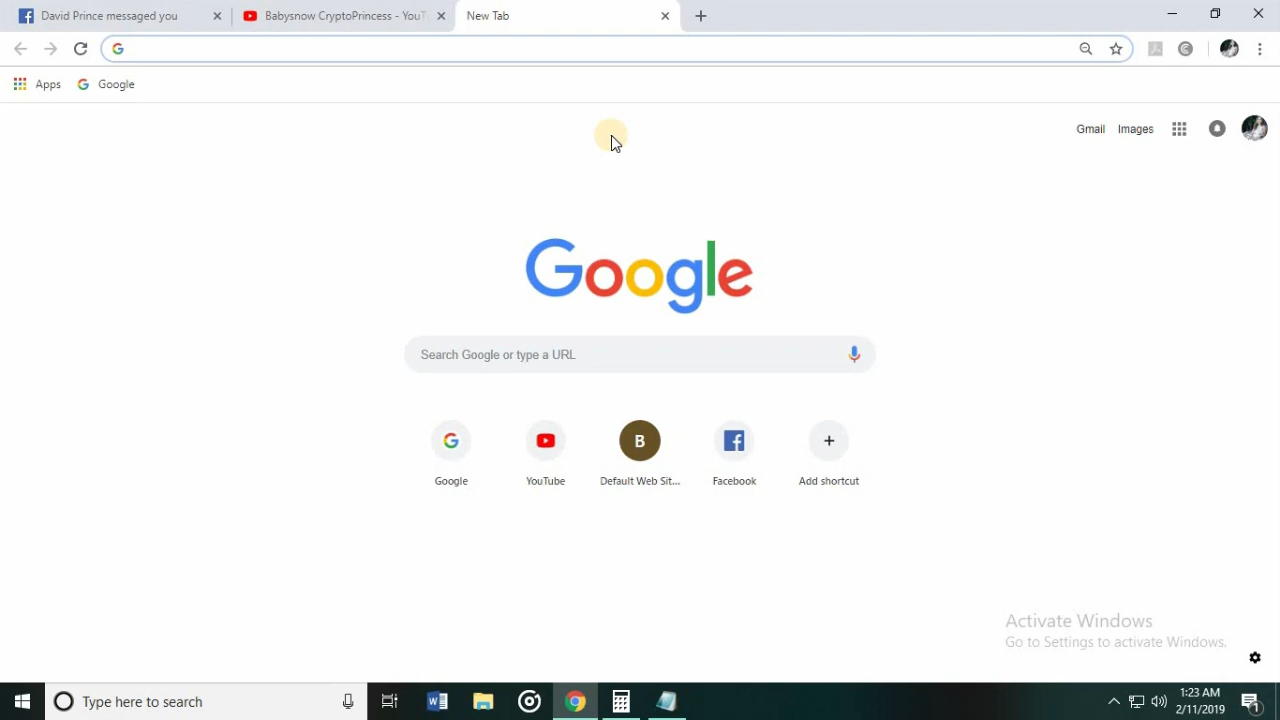 David Prince messaged you
Babysnow CryptoPrincess - YouT
New Tab
Apps
Google
Gmail
Images
Google
Search Google or type a URL
B
Google
YouTube
Default Web Sit...
Facebook
Add shortcut
Activate Windows
Go to Settings to activate Windows.
Type here to search
1:23 AM
2/11/2019
1